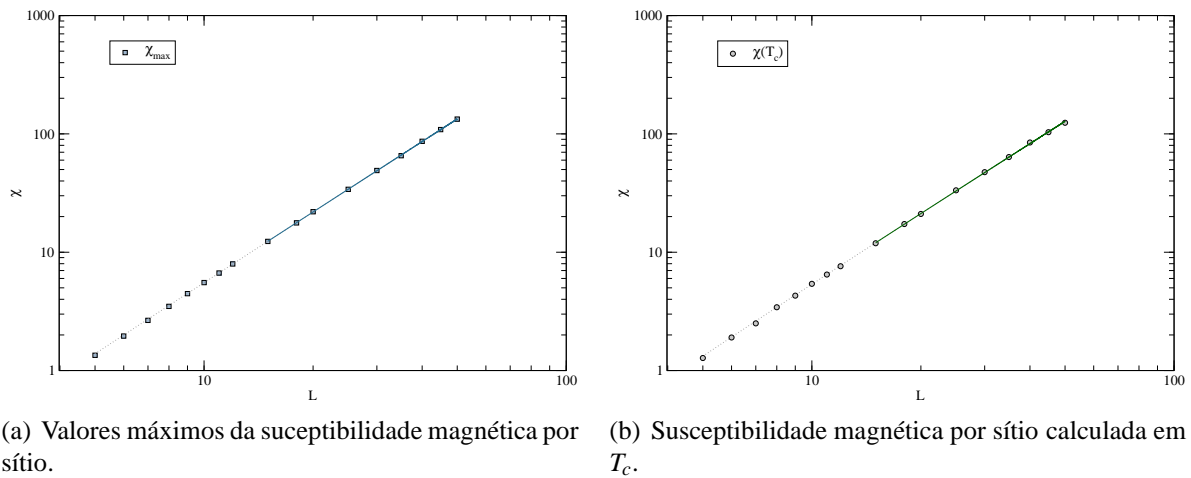 1000
100
10
1
χ
χmax
10
100
L
1000
100
10
1
χ
χ(Tc)
10
100
L
(a) Valores máximos da suceptibilidade magnética por
sítio.
(b) Susceptibilidade magnética por sítio calculada em
Tc.